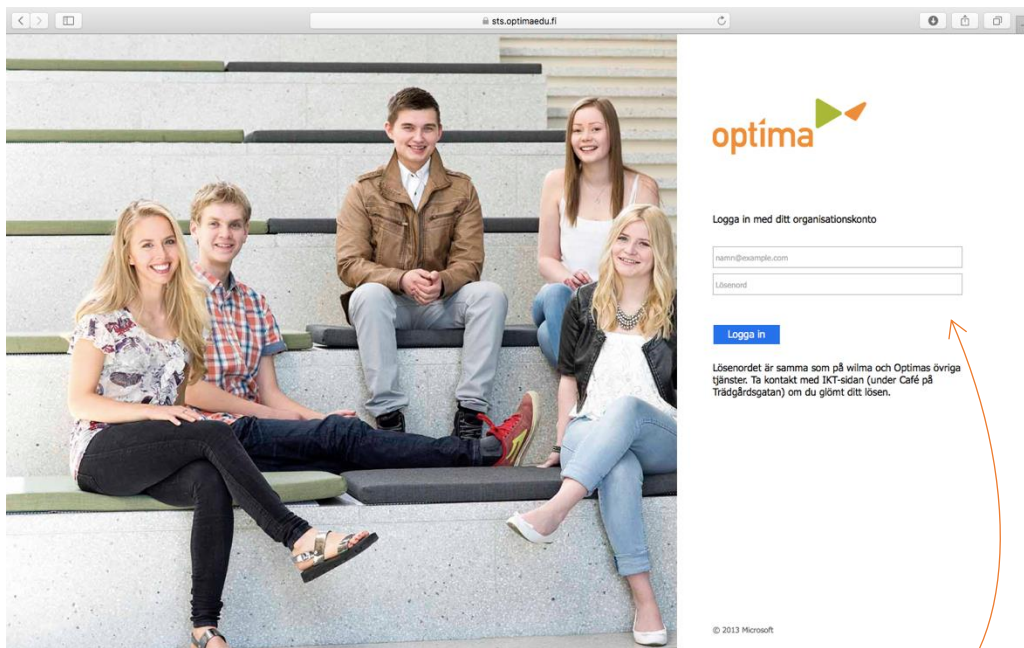 sts.optimaedu.fi
optima
Logga in med ditt organisationskonto
namn@example.com
Lösenord
Logga in
Lösenordet är samma som på wilma och Optimas övriga
tjänster. Ta kontakt med IKT-sidan (under Café på
Trädgårdsgatan) om du glömt ditt lösen.
© 2013 Microsoft